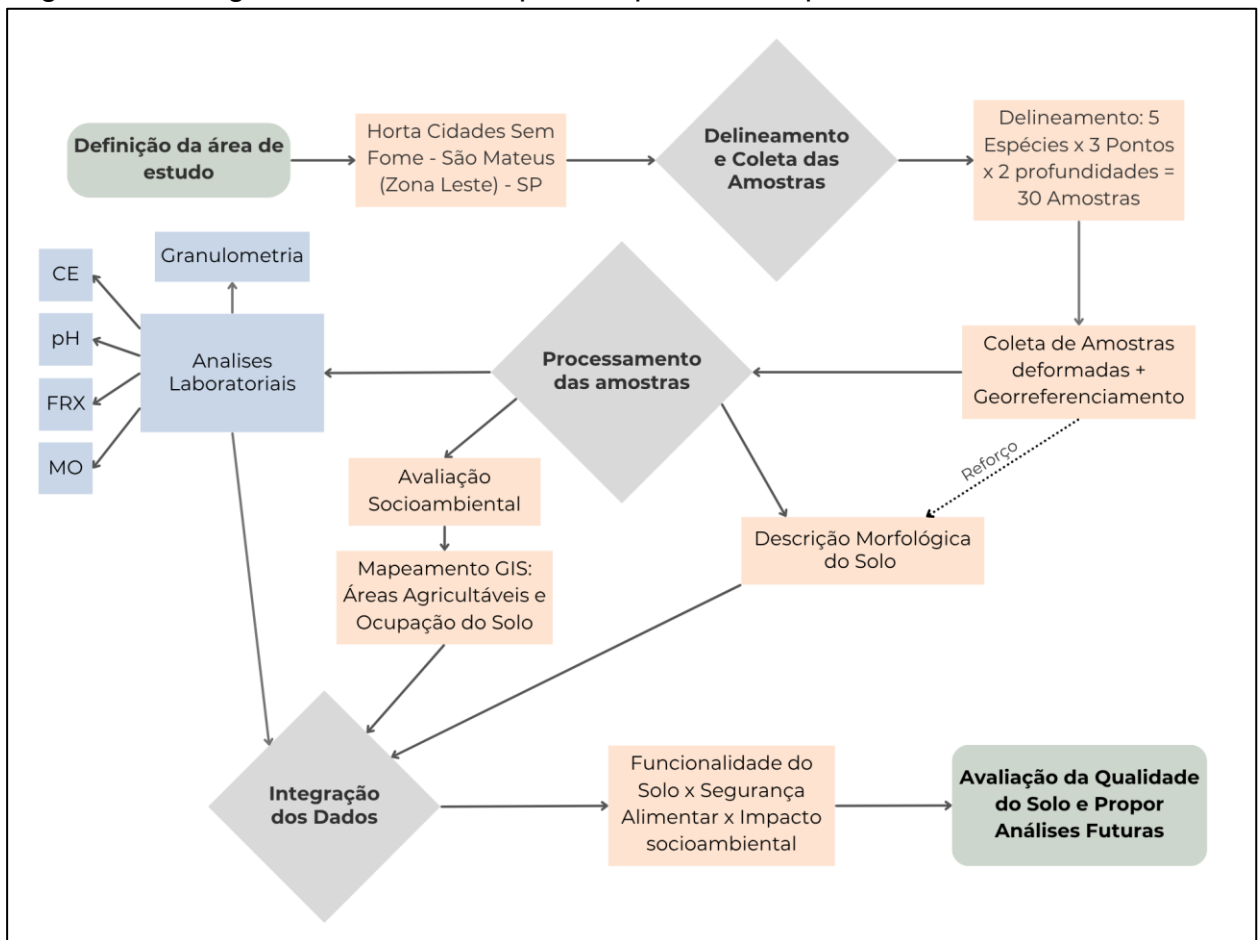 Definição da área de
estudo
Horta Cidades Sem
Fome - São Mateus
(Zona Leste) - SP
Delineamento
e Coleta das
Amostras
Delineamento: 5
Espécies x 3 Pontos
x 2 profundidades =
30 Amostras
Coleta de Amostras
deformadas +
Georreferenciamento
Reforço
Descrição Morfológica
do Solo
Processamento
das amostras
Analises
Laboratoriais
Granulometria
CE
pH
FRX
MO
Avaliação
Socioambiental
Mapeamento GIS:
Áreas Agricultáveis e
Ocupação do Solo
Integração
dos Dados
Funcionalidade do
Solo x Segurança
Alimentar x Impacto
socioambiental
Avaliação da Qualidade
do Solo e Propor
Análises Futuras